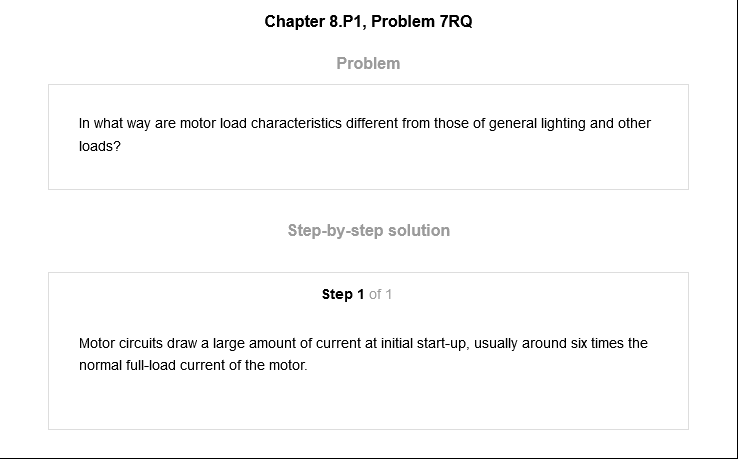 Chapter 8.P1, Problem 7RQ
Problem
In what way are motor load characteristics different from those of general lighting and other
loads?
Step-by-step solution
Step 1 of 1
Motor circuits draw a large amount of current at initial start-up, usually around six times the
normal full-load current of the motor.